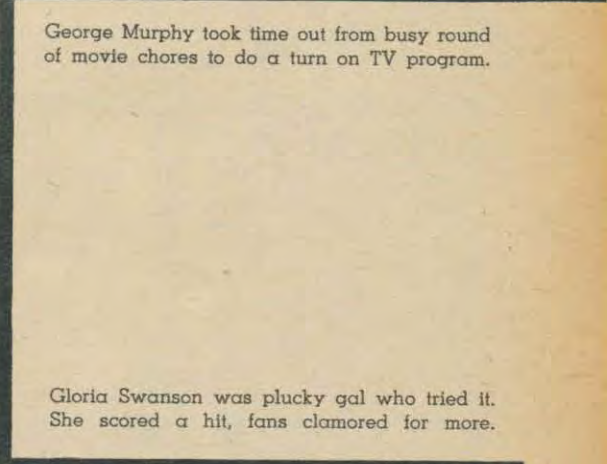 George Murphy took time out from busy round
of movie chores to do a turn on TV program.
Gloria Swanson was plucky gal who tried it.
She scored a hit, fans clamored for more.